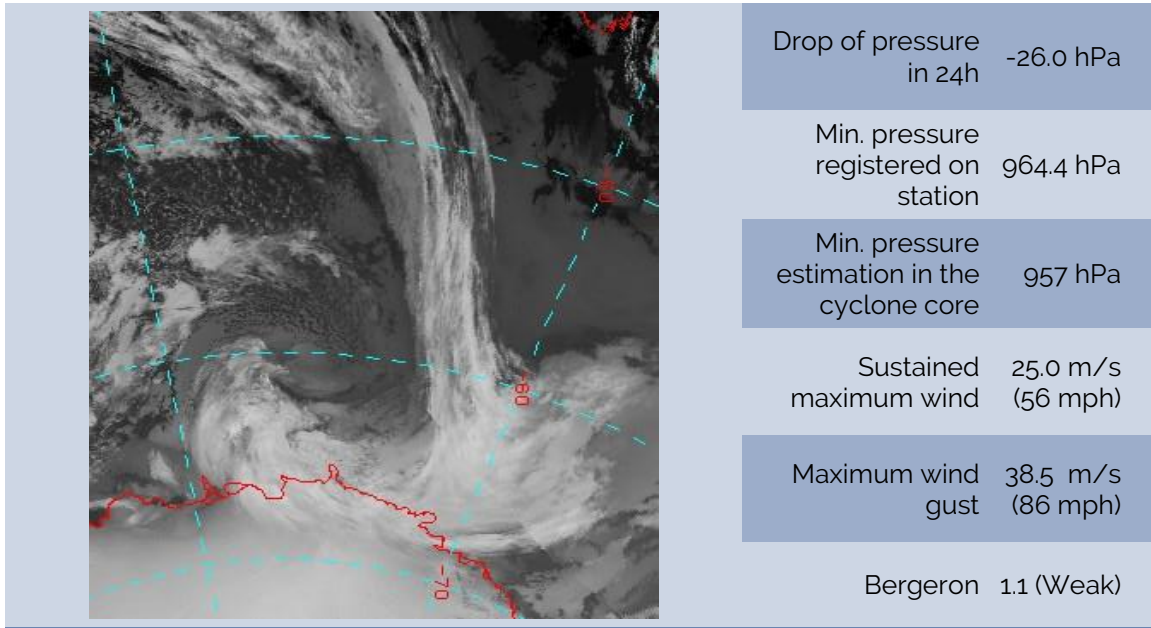 Drop of pressure
in 24h
-26.0 hPa
Min. pressure
registered on
station
964.4 hPa
Min. pressure
estimation in the
cyclone core
957 hPa
Sustained
maximum wind
25.0 m/s
(56 mph)
Maximum wind
gust
38.5 m/s
(86 mph)
Bergeron
1.1 (Weak)
-70